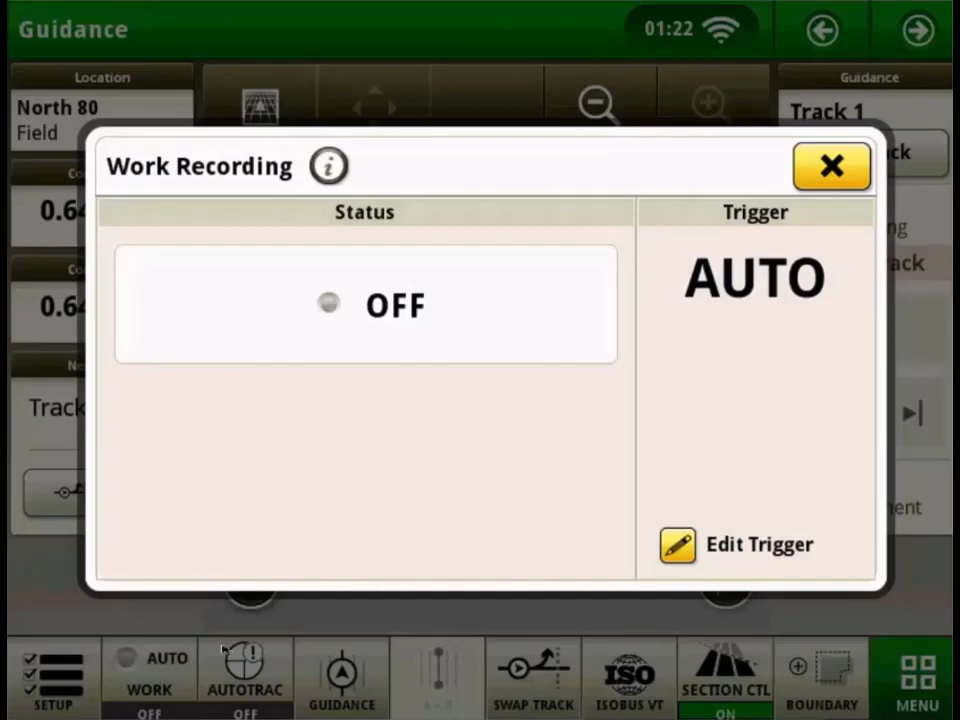 Guidance
01:22
Location
Guidance
North 80
Field
Track 1
Work Recording
Status
Trigger
OFF
AUTO
Edit Trigger
0.64
0.64
Track
SETUP
AUTO
WORK
OFF
AUTOTRAC
OFF
GUIDANCE
SWAP TRACK
ISO
ISOBUS VT
SECTION CTL
ON
BOUNDARY
MENU